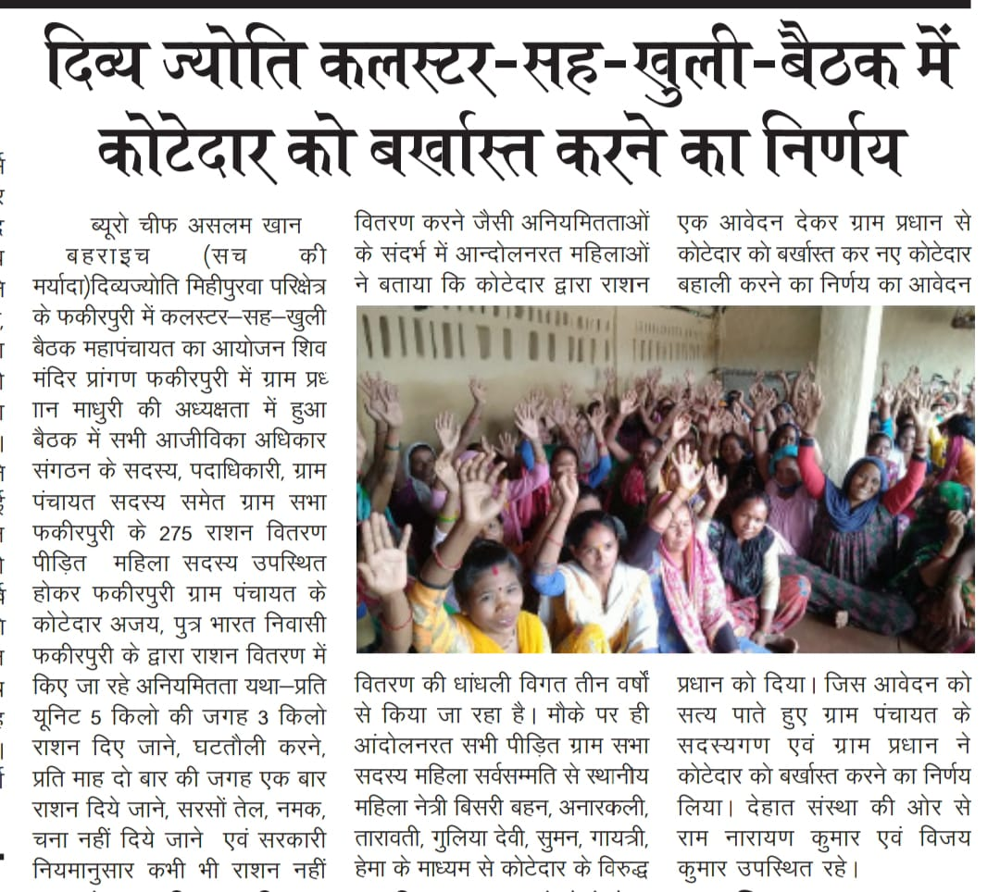 दिव्य ज्योति कलस्टर-सह-खुली-बैठक में
कोटेदार को बर्खास्त करने का निर्णय
ब्यूरो चीफ असलम खान
बहराइच (सच की
मर्यादा)दिव्यज्योति मिहीपुरवा परिक्षेत्र
के फकीरपुरी में कलस्टर–सह–खुली
बैठक महापंचायत का आयोजन शिव
मंदिर प्रांगण फकीरपुरी में ग्राम प्रध
ान माधुरी की अध्यक्षता में हुआ
बैठक में सभी आजीविका अधिकार
संगठन के सदस्य, पदाधिकारी, ग्राम
पंचायत सदस्य समेत ग्राम सभा
फकीरपुरी के 275 राशन वितरण
पीड़ित महिला सदस्य उपस्थित
होकर फकीरपुरी ग्राम पंचायत के
कोटेदार अजय, पुत्र भारत निवासी
फकीरपुरी के द्वारा राशन वितरण में
किए जा रहे अनियमितता यथा–प्रति
यूनिट 5 किलो की जगह 3 किलो
राशन दिए जाने, घटतौली करने,
प्रति माह दो बार की जगह एक बार
राशन दिये जाने, सरसों तेल, नमक,
चना नहीं दिये जाने एवं सरकारी
नियमानुसार कभी भी राशन नहीं
वितरण करने जैसी अनियमितताओं
के संदर्भ में आन्दोलनरत महिलाओं
ने बताया कि कोटेदार द्वारा राशन
वितरण की धांधली विगत तीन वर्षों
से किया जा रहा है। मौके पर ही
आंदोलनरत सभी पीड़ित ग्राम सभा
सदस्य महिला सर्वसम्मति से स्थानीय
महिला नेत्री बिसरी बहन, अनारकली,
तारावती, गुलिया देवी, सुमन, गायत्री,
हेमा के माध्यम से कोटेदार के विरुद्ध
एक आवेदन देकर ग्राम प्रधान से
कोटेदार को बर्खास्त कर नए कोटेदार
बहाली करने का निर्णय का आवेदन
प्रधान को दिया। जिस आवेदन को
सत्य पाते हुए ग्राम पंचायत के
सदस्यगण एवं ग्राम प्रधान ने
कोटेदार को बर्खास्त करने का निर्णय
लिया। देहात संस्था की ओर से
राम नारायण कुमार एवं विजय
कुमार उपस्थित रहे।